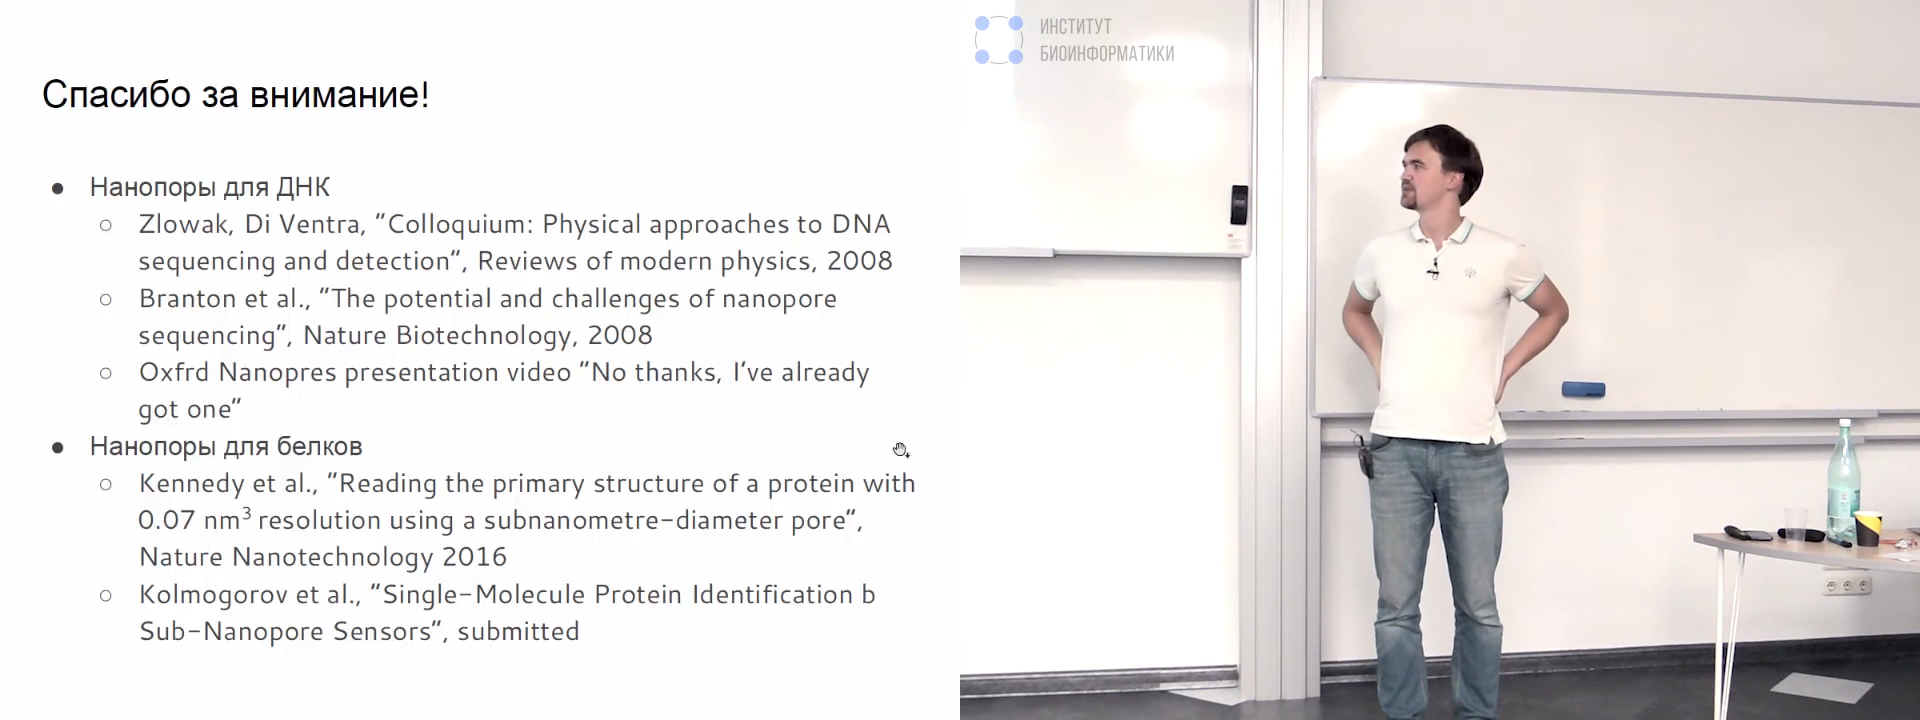 Спасибо за внимание!
● Нанопоры для ДНК
○ Zlowak, Di Ventra, "Colloquium: Physical approaches to DNA
sequencing and detection", Reviews of modern physics, 2008
○ Branton et al., "The potential and challenges of nanopore
sequencing", Nature Biotechnology, 2008
○ Oxfrd Nanopres presentation video "No thanks, I've already
got one"
● Нанопоры для белков
○ Kennedy et al., "Reading the primary structure of a protein with
0.07 nm³ resolution using a subnanometre-diameter pore",
Nature Nanotechnology 2016
○ Kolmogorov et al., "Single-Molecule Protein Identification b
Sub-Nanopore Sensors", submitted
ИНСТИТУТ
БИОИНФОРМАТИКИ